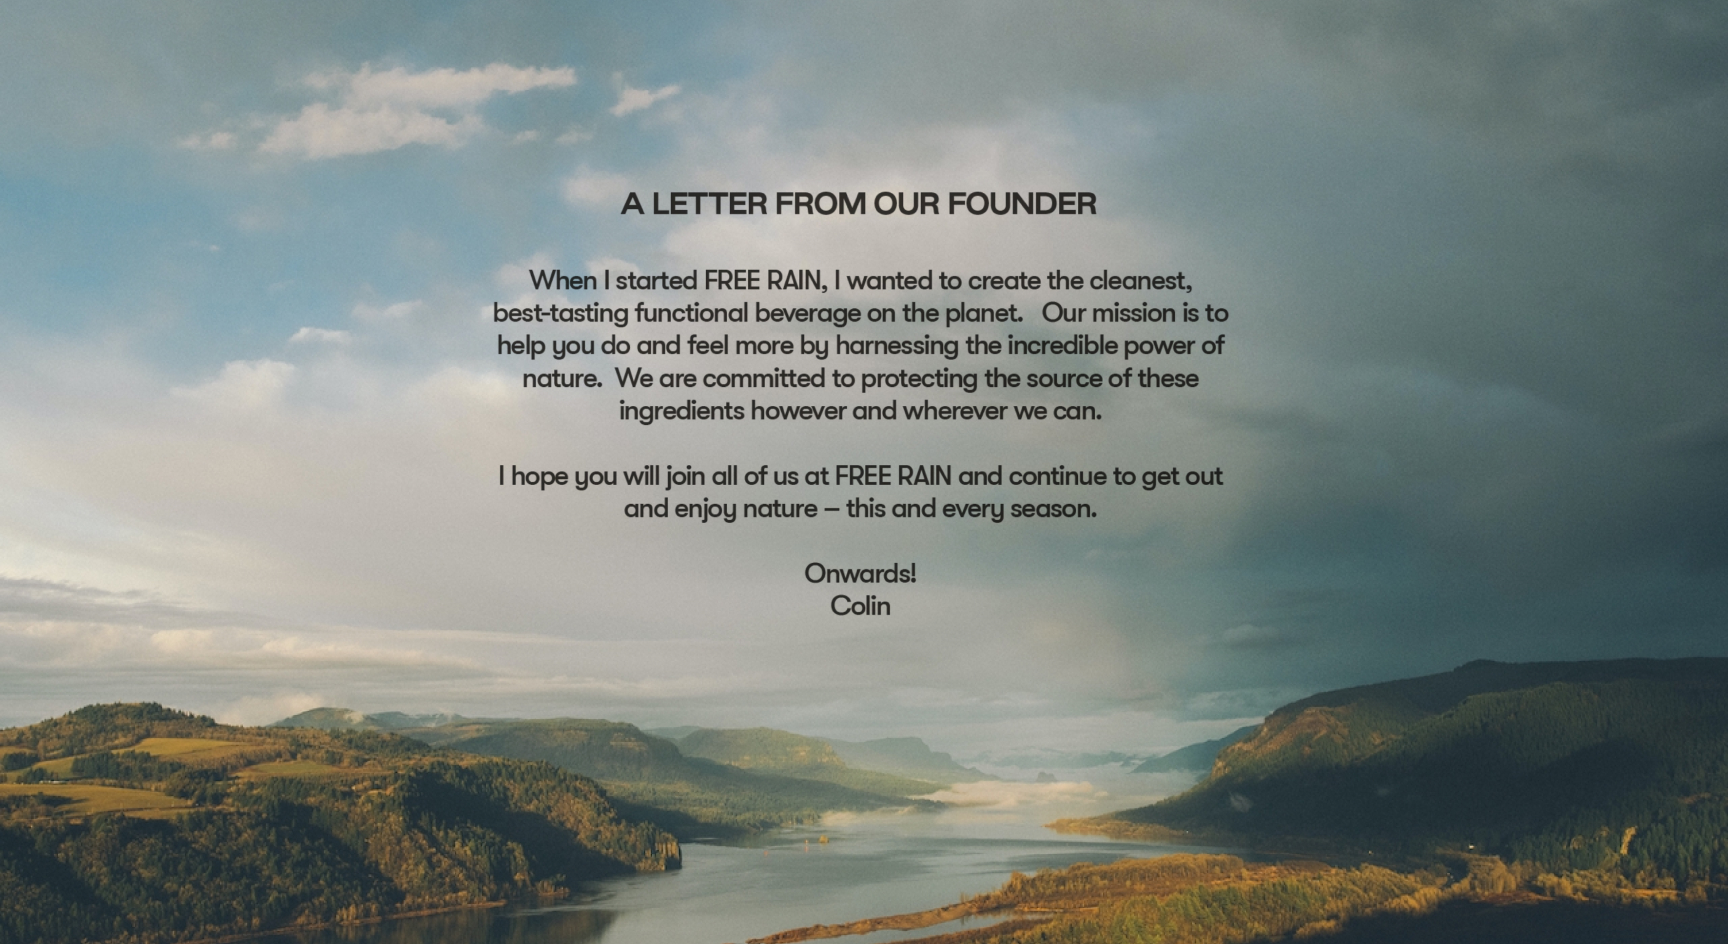 A LETTER FROM OUR FOUNDER
When I started FREE RAIN, I wanted to create the cleanest,
best-tasting functional beverage on the planet.   Our mission is to
help you do and feel more by harnessing the incredible power of
nature.  We are committed to protecting the source of these
ingredients however and wherever we can.
I hope you will join all of us at FREE RAIN and continue to get out
and enjoy nature – this and every season.
Onwards!
Colin